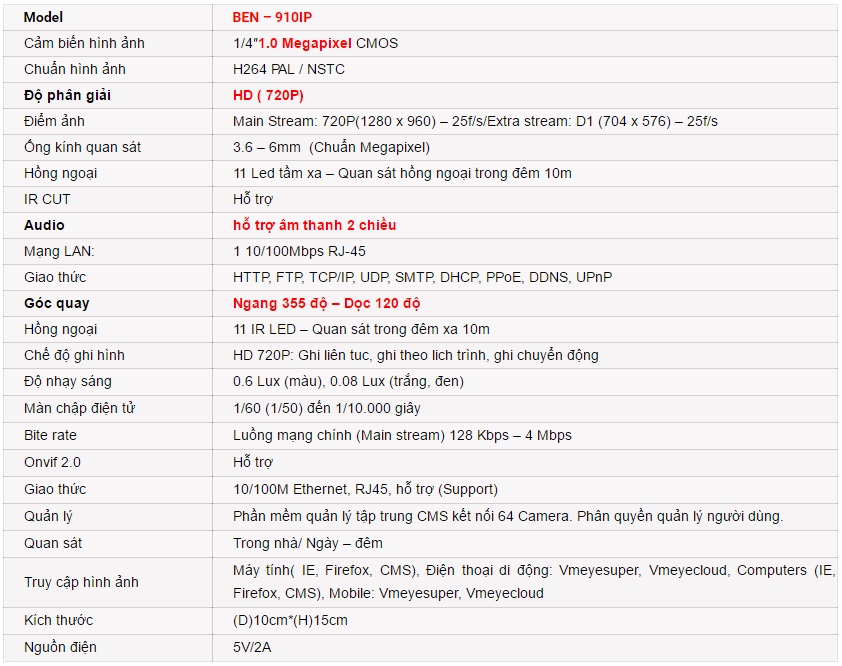 Model BEN – 910IP
Cảm biến hình ảnh 1/4″1.0 Megapixel CMOS
Chuẩn hình ảnh H264 PAL / NSTC
Độ phân giải HD ( 720P)
Điểm ảnh Main Stream: 720P(1280 x 960) – 25f/s/Extra stream: D1 (704 x 576) – 25f/s
Ống kính quan sát 3.6 – 6mm (Chuẩn Megapixel)
Hồng ngoại 11 Led tầm xa – Quan sát hồng ngoại trong đêm 10m
IR CUT Hỗ trợ
Audio hỗ trợ âm thanh 2 chiều
Mạng LAN: 1 10/100Mbps RJ-45
Giao thức HTTP, FTP, TCP/IP, UDP, SMTP, DHCP, PPoE, DDNS, UPnP
Góc quay Ngang 355 độ – Dọc 120 độ
Hồng ngoại 11 IR LED – Quan sát trong đêm xa 10m
Chế độ ghi hình HD 720P: Ghi liên tuc, ghi theo lich trình, ghi chuyển động
Độ nhạy sáng 0.6 Lux (màu), 0.08 Lux (trắng, đen)
Màn chập điện tử 1/60 (1/50) đến 1/10.000 giây
Bite rate Luồng mạng chính (Main stream) 128 Kbps – 4 Mbps
Onvif 2.0 Hỗ trợ
Giao thức 10/100M Ethernet, RJ45, hỗ trợ (Support)
Quản lý Phần mềm quản lý tập trung CMS kết nối 64 Camera. Phân quyền quản lý người dùng.
Quan sát Trong nhà/ Ngày – đêm
Truy cập hình ảnh Máy tính( IE, Firefox, CMS), Điện thoại di động: Vmeyesuper, Vmeyecloud, Computers (IE,
Firefox, CMS), Mobile: Vmeyesuper, Vmeyecloud
Kích thước (D)10cm*(H)15cm
Nguồn điện 5V/2A